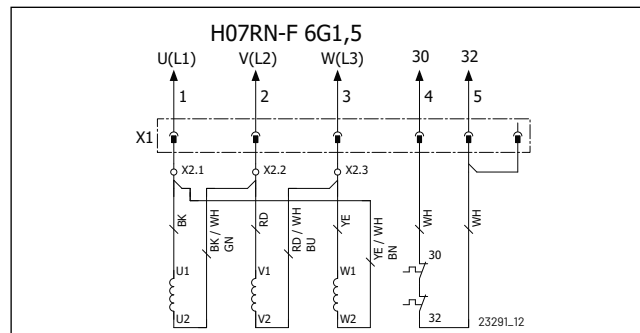 H07RN-F 6G1,5
U(L1) V(L2) W(L3) 30 32
1 2 3 4 5
X1
X2.1 X2.2 X2.3
BK
BK / WH
GN
RD
RD / WH
BU
YE
YE / WH
BN
WH
WH
30
U1 V1 W1
U2 V2 W2 32
23291_12